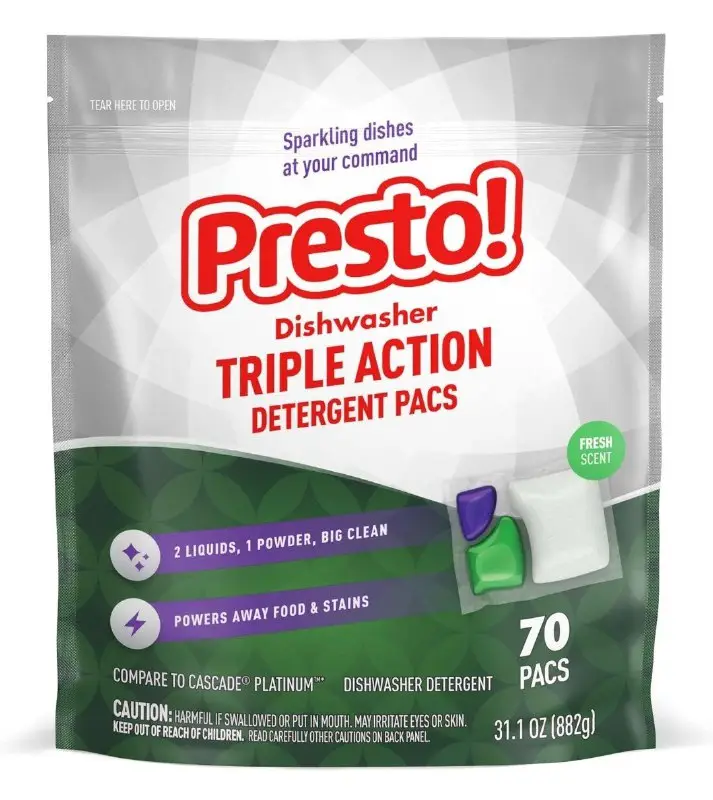 TEAR HERE TO OPEN
Sparkling dishes
at your command
Presto!
Dishwasher
TRIPLE ACTION
DETERGENT PACS
FRESH
SCENT
2 LIQUIDS, 1 POWDER, BIG CLEAN
POWERS AWAY FOOD & STAINS
70
PACS
COMPARE TO CASCADE® PLATINUM™* DISHWASHER DETERGENT
CAUTION: HARMFUL IF SWALLOWED OR PUT IN MOUTH. MAY IRRITATE EYES OR SKIN.
KEEP OUT OF REACH OF CHILDREN. READ CAREFULLY OTHER CAUTIONS ON BACK PANEL.
31.1 OZ (882g)